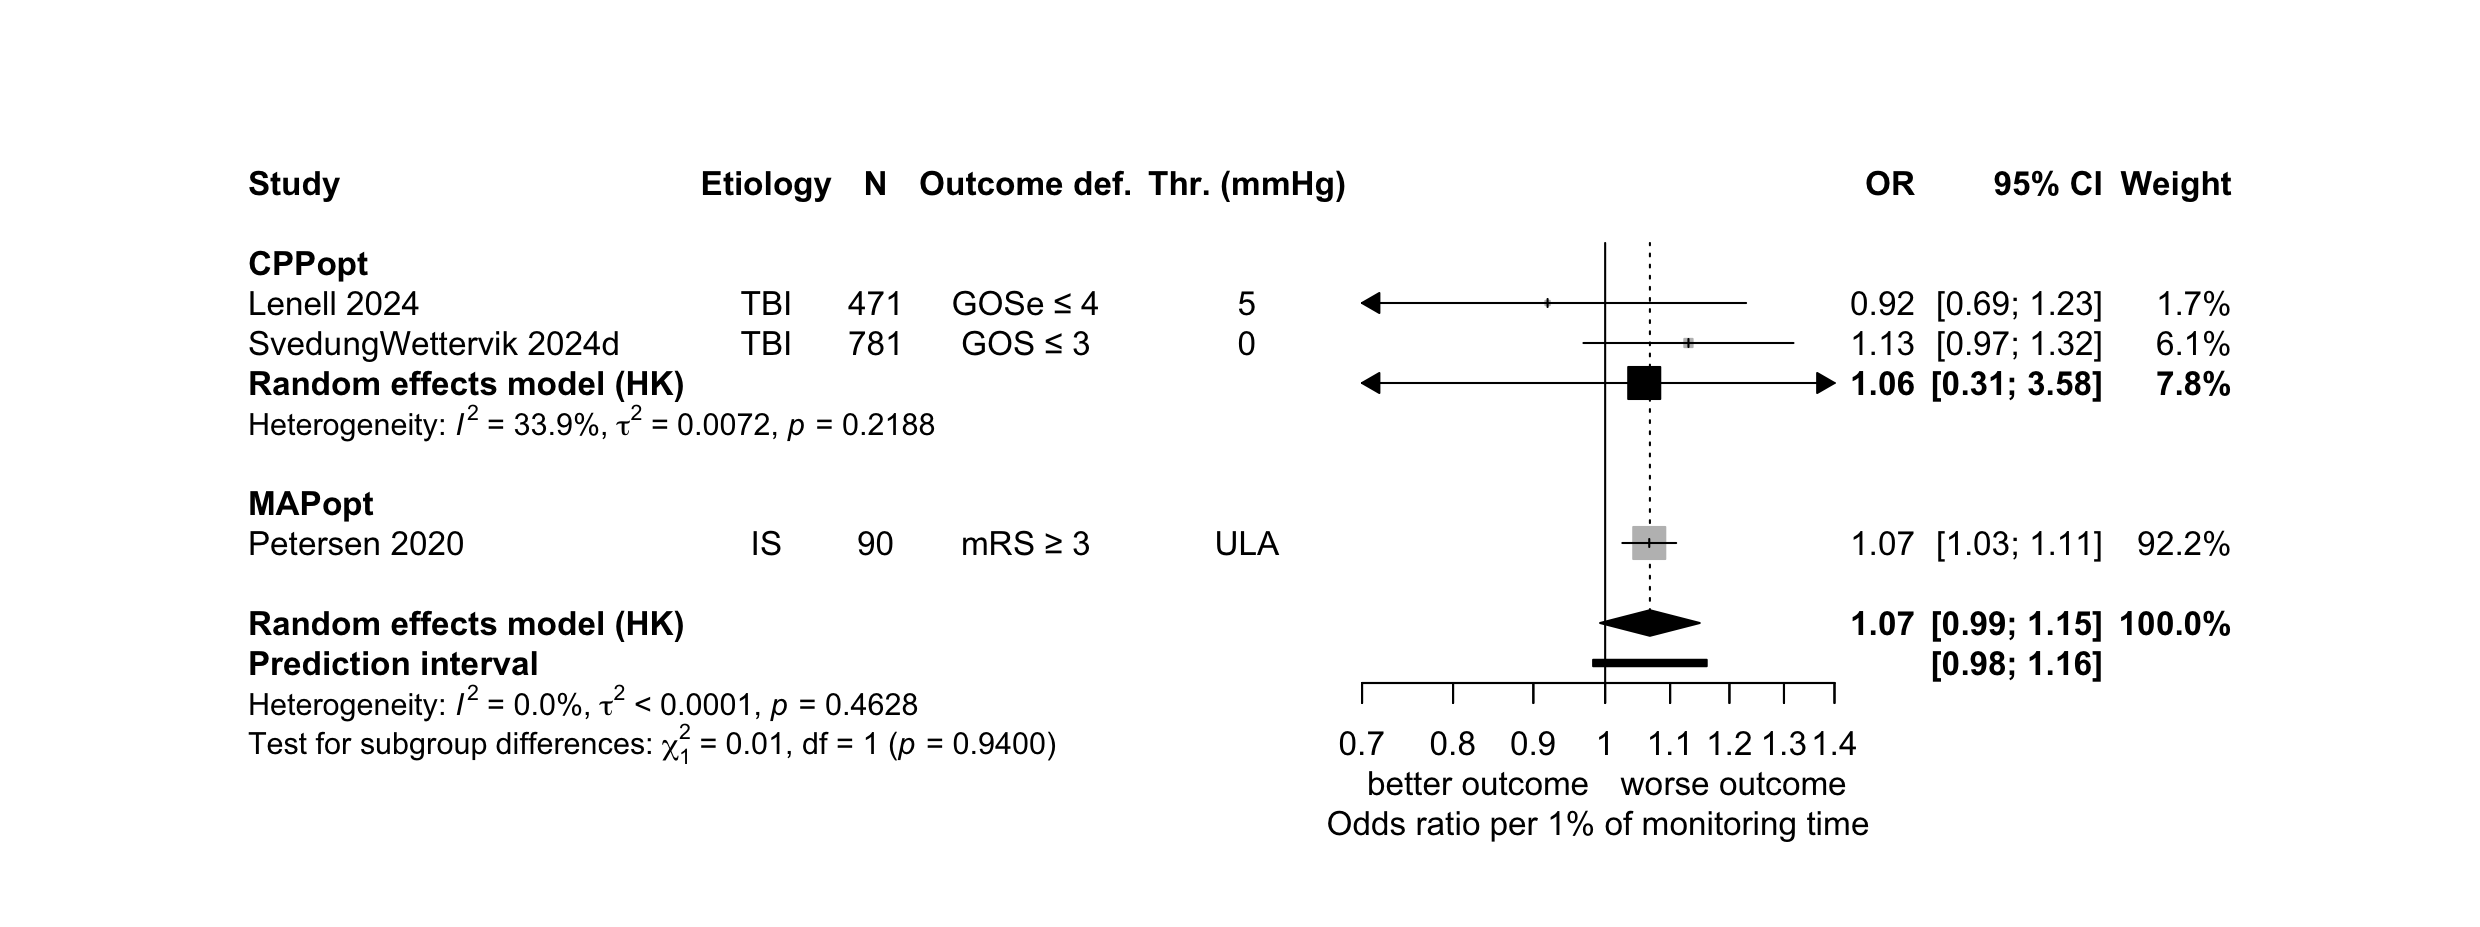 Study Etiology N Outcome def. Thr. (mmHg) OR 95% CI Weight
CPPopt
Lenell 2024 TBI 471 GOSe ≤ 4 5 0.92 [0.69; 1.23] 1.7%
SvedungWettervik 2024d TBI 781 GOS ≤ 3 0 1.13 [0.97; 1.32] 6.1%
Random effects model (HK) 1.06 [0.31; 3.58] 7.8%
Heterogeneity: I² = 33.9%, τ² = 0.0072, p = 0.2188
MAPopt
Petersen 2020 IS 90 mRS ≥ 3 ULA 1.07 [1.03; 1.11] 92.2%
Random effects model (HK) 1.07 [0.99; 1.15] 100.0%
Prediction interval [0.98; 1.16]
Heterogeneity: I² = 0.0%, τ² < 0.0001, p = 0.4628
Test for subgroup differences: χ²₁ = 0.01, df = 1 (p = 0.9400)
0.7 0.8 0.9 1 1.1 1.2 1.3 1.4
better outcome worse outcome
Odds ratio per 1% of monitoring time